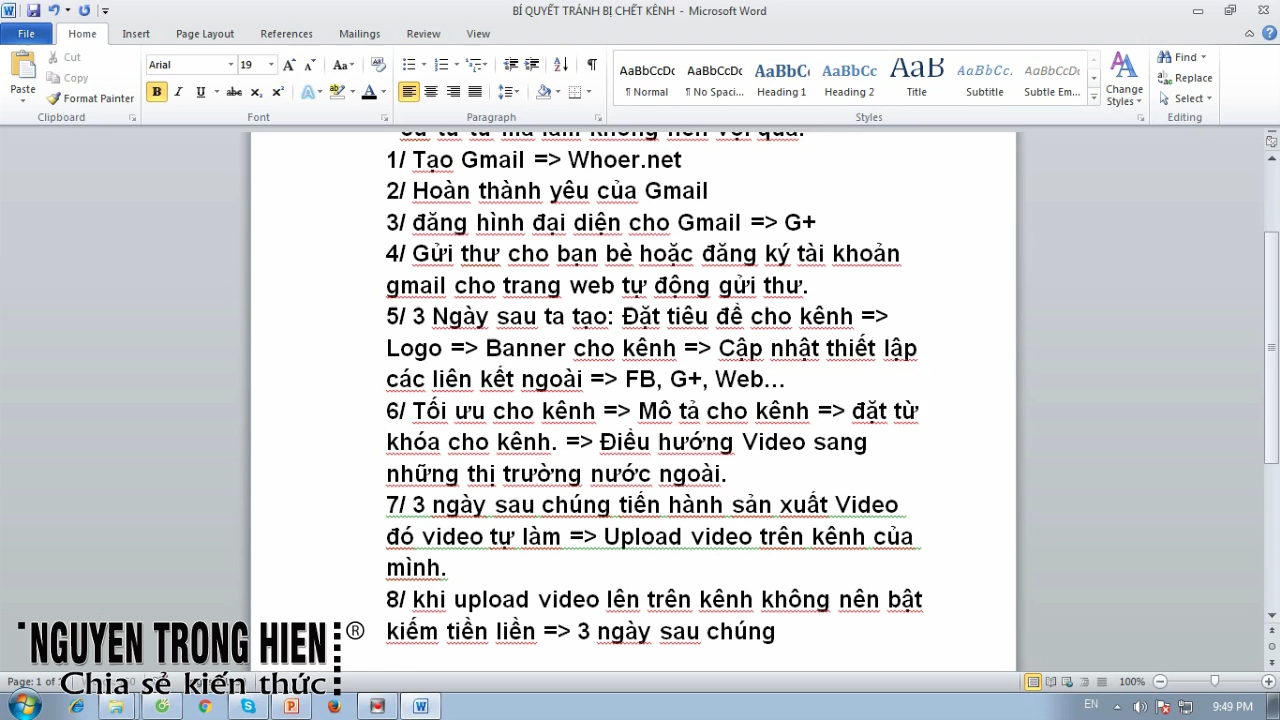 BÍ QUYẾT TRÁNH BỊ CHẾT KÊNH - Microsoft Word
File Home Insert Page Layout References Mailings Review View
Paste
Cut
Copy
Format Painter
Clipboard
Arial 19
Font
Paragraph
AaBbCcDc AaBbCcDc AaBbCc AaBbCc AaB AaBbCc. AaBbCcDc
¶ Normal ¶ No Spaci... Heading 1 Heading 2 Title Subtitle Subtle Em...
Styles
Change Styles
Find
Replace
Select
Editing
1/ Tạo Gmail => Whoer.net
2/ Hoàn thành yêu của Gmail
3/ đăng hình đại diện cho Gmail => G+
4/ Gửi thư cho bạn bè hoặc đăng ký tài khoản
gmail cho trang web tự động gửi thư.
5/ 3 Ngày sau ta tạo: Đặt tiêu đề cho kênh =>
Logo => Banner cho kênh => Cập nhật thiết lập
các liên kết ngoài => FB, G+, Web...
6/ Tối ưu cho kênh => Mô tả cho kênh => đặt từ
khóa cho kênh. => Điều hướng Video sang
những thị trường nước ngoài.
7/ 3 ngày sau chúng tiến hành sản xuất Video
đó video tự làm => Upload video trên kênh của
mình.
8/ khi upload video lên trên kênh không nên bật
kiếm tiền liền => 3 ngày sau chúng
NGUYEN TRONG HIEN ®
Chia sẻ kiến thức
Page: 1 of
100%
EN 9:49 PM